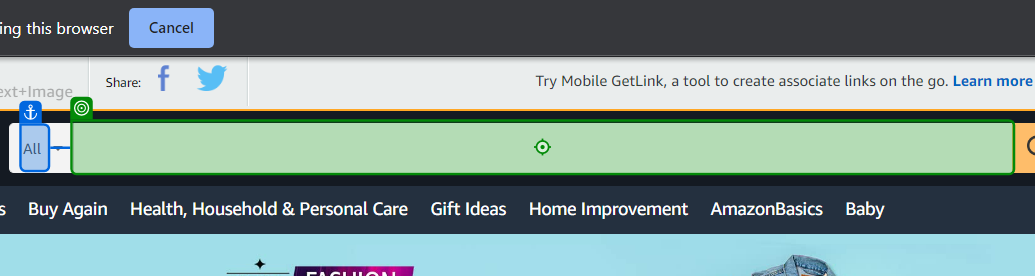 ing this browser
Cancel
ext+Image
Share:
Try Mobile GetLink, a tool to create associate links on the go. Learn more
All
s Buy Again Health, Household & Personal Care Gift Ideas Home Improvement AmazonBasics Baby
FASHION